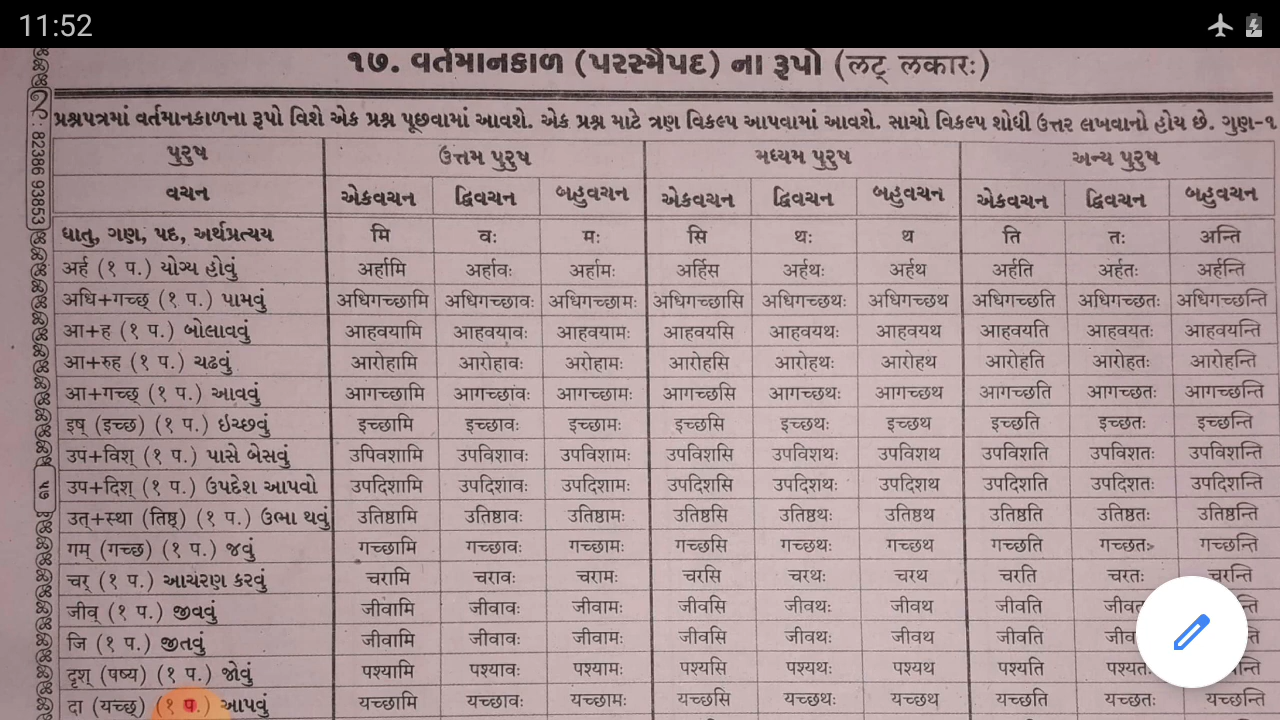 11:52
૧૭. વર્તમાનકાળ (પરસ્મૈપદ) ના રૂપો (लट् लकारः)
પ્રશ્નપત્રમાં વર્તમાનકાળના રૂપો વિશે એક પ્રશ્ન પૂછવામાં આવશે. એક પ્રશ્ન માટે ત્રણ વિકલ્પ આપવામાં આવશે. સાચો વિકલ્પ શોધી ઉત્તર લખવાનો હોય છે. ગુણ-૧
: 82386 93853
પુરુષ ઉત્તમ પુરુષ મધ્યમ પુરુષ અન્ય પુરુષ
વચન એકવચન દ્વિવચન બહુવચન એકવચન દ્વિવચન બહુવચન એકવચન દ્વિવચન બહુવચન
ધાતુ, ગણ, પદ, અર્થપ્રત્યય मि वः मः सि थः थ ति तः अन्ति
अर्ह (१ प.) યોગ્ય હોવું अर्हामि अर्हावः अर्हामः अर्हिस अर्हथः अर्हथ अर्हति अर्हतः अर्हन्ति
अधि+गच्छ् (१ प.) પામવું अधिगच्छामि अधिगच्छावः अधिगच्छामः अधिगच्छासि अधिगच्छथः अधिगच्छथ अधिगच्छति अधिगच्छतः अधिगच्छन्ति
आ+ह (१ प.) બોલાવવું आहवयामि आहवयावः आहवयामः आहवयसि आहवयथः आहवयथ आहवयति आहवयतः आहवयन्ति
आ+रुह (१ प.) ચઢવું आरोहामि आरोहावः अरोहामः आरोहसि आरोहथः आरोहथ आरोहति आरोहतः आरोहन्ति
आ+गच्छ् (१ प.) આવવું आगच्छामि आगच्छावः आगच्छामः आगच्छसि आगच्छथः आगच्छथ आगच्छति आगच्छतः आगच्छन्ति
इष् (इच्छ) (१ प.) ઇચ્છવું इच्छामि इच्छावः इच्छामः इच्छसि इच्छथः इच्छथ इच्छति इच्छतः इच्छन्ति
उप+विश् (१ प.) પાસે બેસવું उपिवशामि उपविशावः उपविशामः उपविशसि उपविशथः उपविशथ उपविशति उपविशतः उपविशन्ति
उप+दिश् (१ प.) ઉપદેશ આપવો उपदिशामि उपदिशावः उपदिशामः उपदिशसि उपदिशथः उपदिशथ उपदिशति उपदिशतः उपदिशन्ति
૫૭
उत्+स्था (तिष्ठ्) (१ प.) ઉભા થવું उतिष्ठामि उतिष्ठावः उतिष्ठामः उतिष्ठसि उतिष्ठथः उतिष्ठथ उतिष्ठति उतिष्ठतः उतिष्ठन्ति
गम् (गच्छ) (१ प.) જવું गच्छामि गच्छावः गच्छामः गच्छसि गच्छथः गच्छथ गच्छति गच्छतः गच्छन्ति
चर् (१ प.) આચરણ કરવું चरामि चरावः चरामः चरसि चरथः चरथ चरति चरतः चरन्ति
जीव् (१ प.) જીવવું जीवामि जीवावः जीवामः जीवसि जीवथः जीवथ जीवति
जि (१ प.) જીતવું जीवामि जीवावः जीवामः जीवसि जीवथः जीवथ जीवति
दृश् (पष्य) (१ प.) જોવું पश्यामि पश्यावः पश्यामः पश्यसि पश्यथः पश्यथ पश्यति
दा (यच्छ्) (१ प.) આપવું यच्छामि यच्छावः यच्छामः यच्छसि यच्छथः यच्छथ यच्छति यच्छतः यच्छन्ति